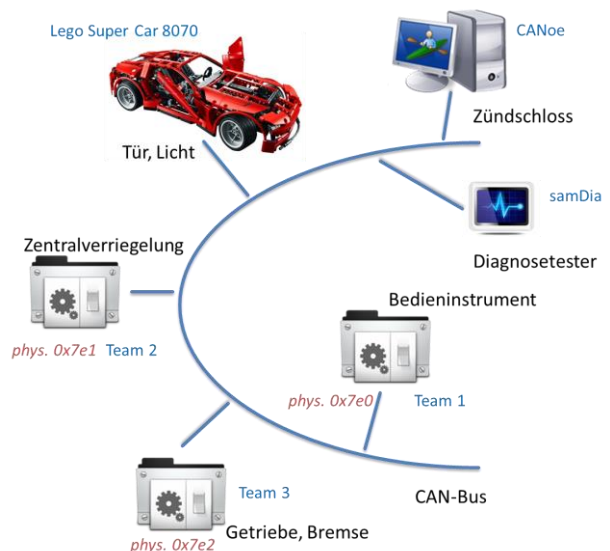 Lego Super Car 8070
CANoe
Zündschloss
Tür, Licht
samDia
Diagnosetester
Zentralverriegelung
Bedieninstrument
phys. 0x7e1 Team 2
phys. 0x7e0 Team 1
Team 3
CAN-Bus
Getriebe, Bremse
phys. 0x7e2